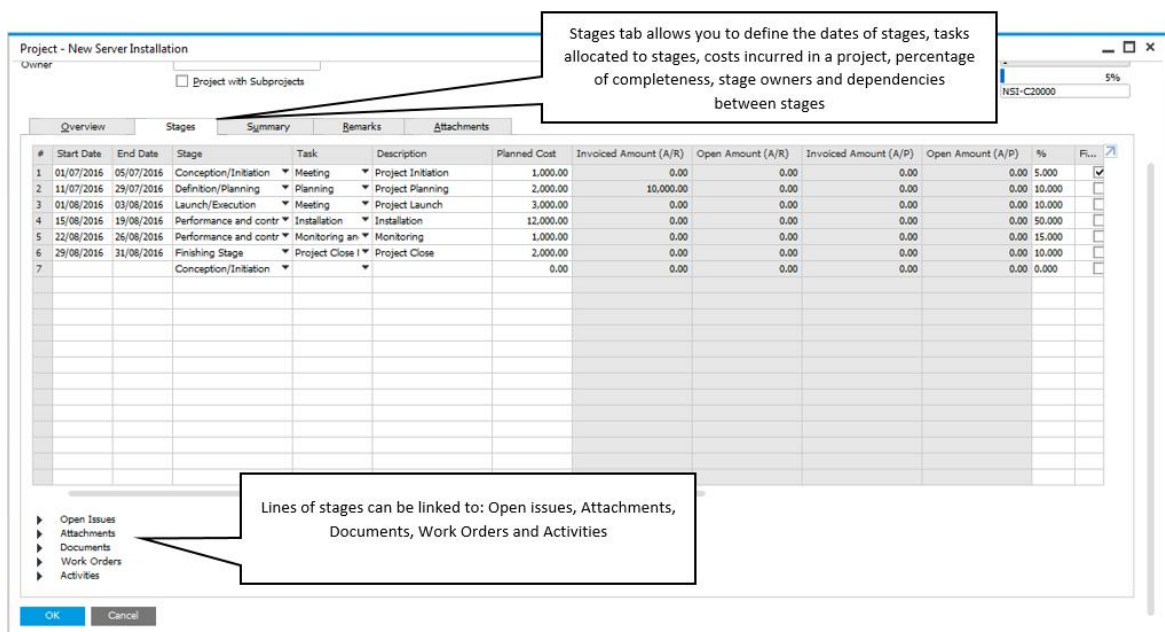 Stages tab allows you to define the dates of stages, tasks
allocated to stages, costs incurred in a project, percentage
of completeness, stage owners and dependencies
between stages
Project - New Server Installation
Owner
Project with Subprojects
5%
NSI-C20000
Overview Stages Summary Remarks Attachments
# Start Date End Date Stage Task Description Planned Cost Invoiced Amount (A/R) Open Amount (A/R) Invoiced Amount (A/P) Open Amount (A/P) % Fi...
1 01/07/2016 05/07/2016 Conception/Initiation Meeting Project Initiation 1,000.00 0.00 0.00 0.00 0.00 5.000
2 11/07/2016 29/07/2016 Definition/Planning Planning Project Planning 2,000.00 10,000.00 0.00 0.00 0.00 10.000
3 01/08/2016 03/08/2016 Launch/Execution Meeting Project Launch 3,000.00 0.00 0.00 0.00 0.00 10.000
4 15/08/2016 19/08/2016 Performance and contr Installation Installation 12,000.00 0.00 0.00 0.00 0.00 50.000
5 22/08/2016 26/08/2016 Performance and contr Monitoring an Monitoring 1,000.00 0.00 0.00 0.00 0.00 15.000
6 29/08/2016 31/08/2016 Finishing Stage Project Close Project Close 2,000.00 0.00 0.00 0.00 0.00 10.000
7 Conception/Initiation 0.00 0.00 0.00 0.00 0.00 0.000
Lines of stages can be linked to: Open issues, Attachments,
Documents, Work Orders and Activities
Open Issues
Attachments
Documents
Work Orders
Activities
OK Cancel